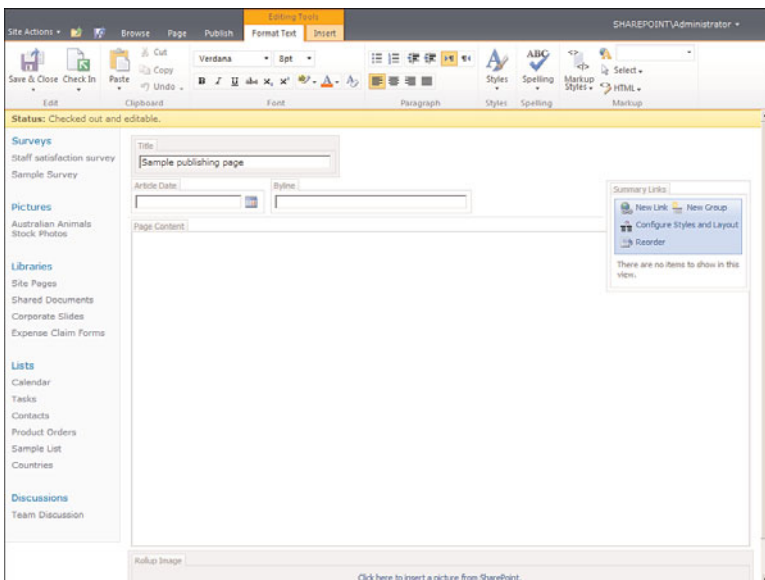 Editing Tools
Site Actions Browse Page Publish Format Text Insert SHAREPOINT\Administrator
Save & Close Check In Paste Cut Copy Undo Verdana 8pt B I U abc x, x² A Styles ABC Spelling Markup Styles Select HTML
Edit Clipboard Font Paragraph Styles Spelling Markup
Status: Checked out and editable.
Surveys
Staff satisfaction survey
Sample Survey
Pictures
Australian Animals
Stock Photos
Libraries
Site Pages
Shared Documents
Corporate Slides
Expense Claim Forms
Lists
Calendar
Tasks
Contacts
Product Orders
Sample List
Countries
Discussions
Team Discussion
Title
Sample publishing page
Article Date Byline
Page Content
Summary Links
New Link New Group
Configure Styles and Layout
Reorder
There are no items to show in this
view.
Rollup Image
Click here to insert a picture from SharePoint.